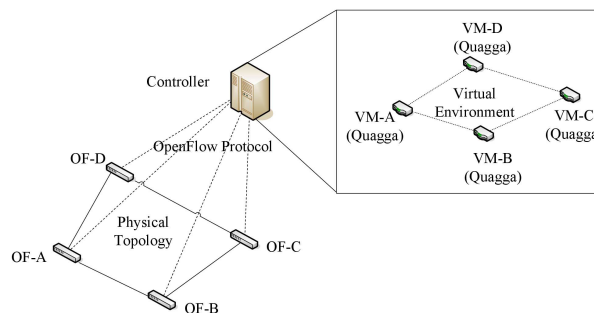 VM-D
(Quagga)
Controller
Virtual
Environment
VM-A
(Quagga)
VM-C
(Quagga)
VM-B
(Quagga)
OpenFlow Protocol
OF-D
Physical
Topology
OF-C
OF-A
OF-B